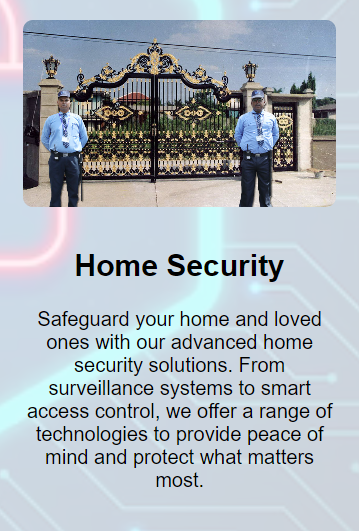 Home Security
Safeguard your home and loved
ones with our advanced home
security solutions. From
surveillance systems to smart
access control, we offer a range of
technologies to provide peace of
mind and protect what matters
most.